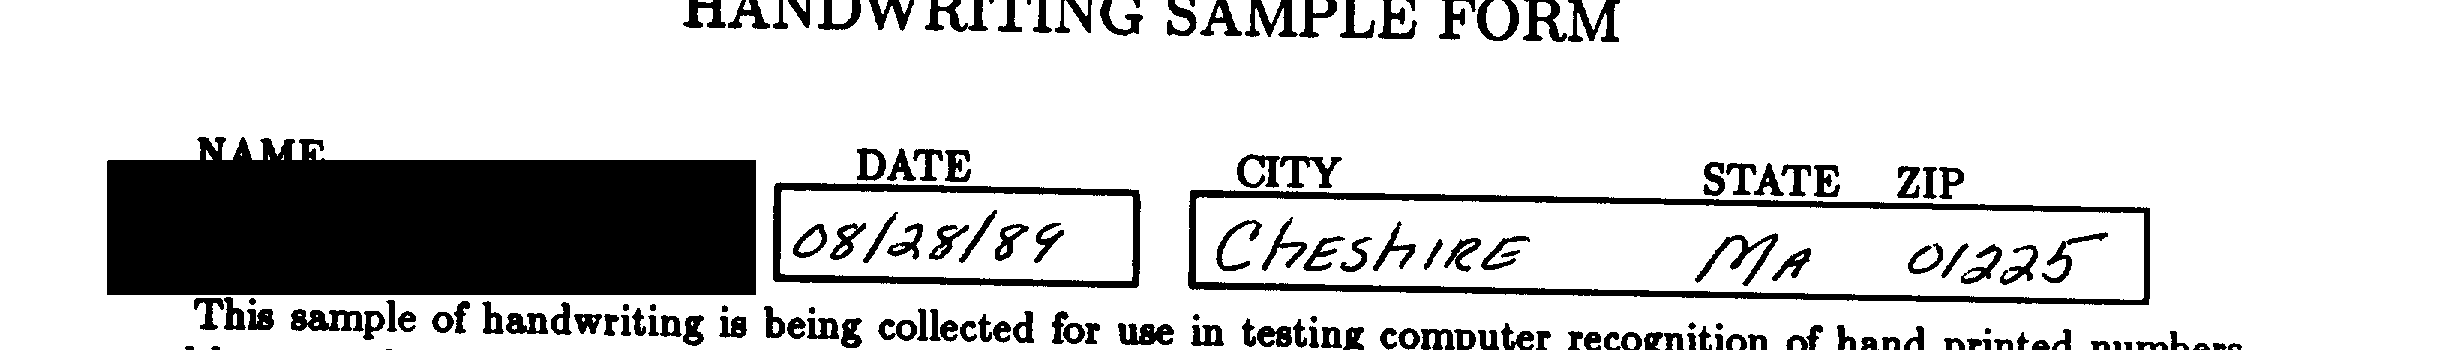 HANDWRITING SAMPLE FORM
NAME DATE CITY STATE ZIP
08/28/89 ChEShIRE MA 01225
This sample of handwriting is being collected for use in testing computer recognition of hand printed numbers